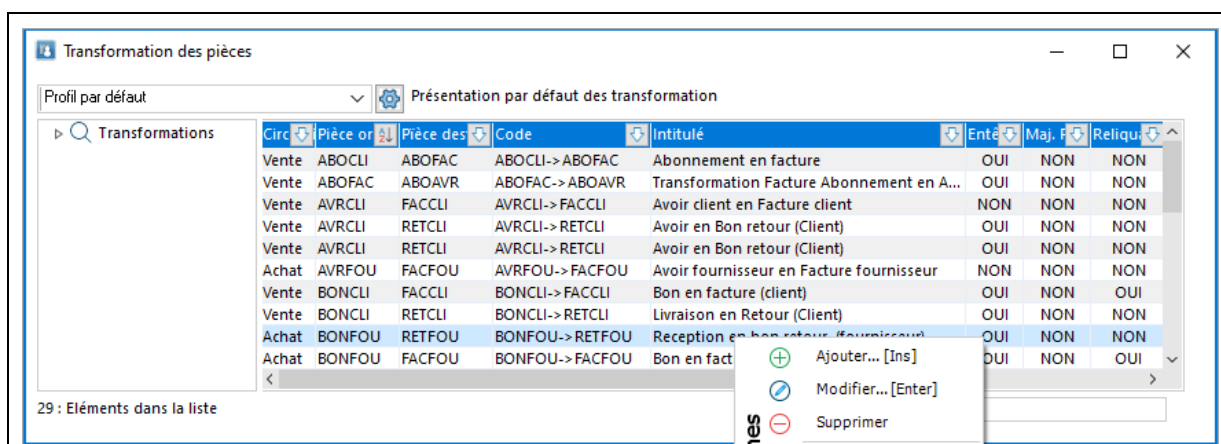 Transformation des pièces
Profil par défaut Présentation par défaut des transformation
Transformations
Circ Pièce or Pièce des Code Intitulé Entê Maj. F Reliqu
Vente ABOCLI ABOFAC ABOCLI->ABOFAC Abonnement en facture OUI NON NON
Vente ABOFAC ABOAVR ABOFAC->ABOAVR Transformation Facture Abonnement en A... OUI NON NON
Vente AVRCLI FACCLI AVRCLI->FACCLI Avoir client en Facture client NON NON NON
Vente AVRCLI RETCLI AVRCLI->RETCLI Avoir en Bon retour (Client) OUI NON NON
Vente AVRCLI RETCLI AVRCLI->RETCLI Avoir en Bon retour (Client) OUI NON NON
Achat AVRFOU FACFOU AVRFOU->FACFOU Avoir fournisseur en Facture fournisseur NON NON NON
Vente BONCLI FACCLI BONCLI->FACCLI Bon en facture (client) OUI NON OUI
Vente BONCLI RETCLI BONCLI->RETCLI Livraison en Retour (Client) OUI NON NON
Achat BONFOU RETFOU BONFOU->RETFOU Reception en bon retour (fournisseur) OUI NON NON
Achat BONFOU FACFOU BONFOU->FACFOU Bon en fact OUI NON OUI
Ajouter... [Ins]
Modifier... [Enter]
Supprimer
29 : Eléments dans la liste